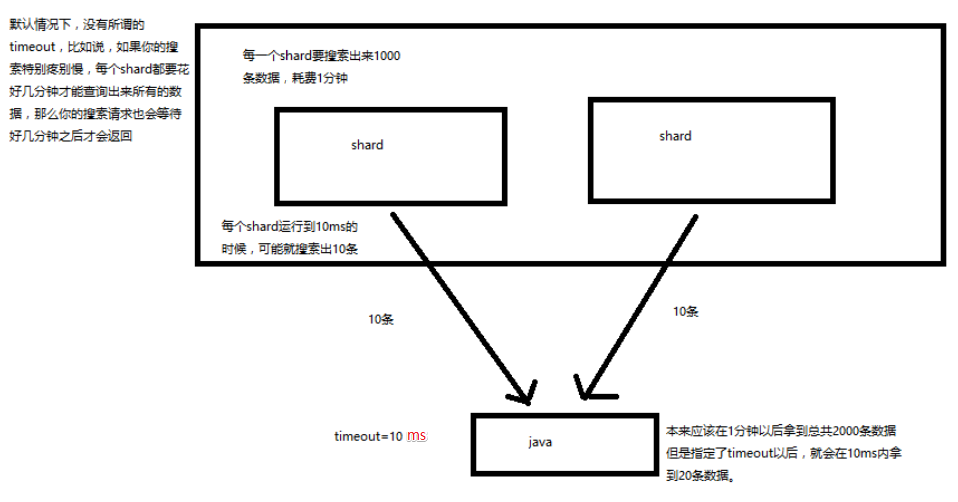 默认情况下，没有所谓的
timeout，比如说，如果你的搜
索特别疼别慢，每个shard都要花
好几分钟才能查询出来所有的数
据，那么你的搜索请求也会等待
好几分钟之后才会返回
每一个shard要搜索出来1000
条数据，耗费1分钟
shard
shard
每个shard运行到10ms的
时候，可能就搜索出10条
10条
10条
timeout=10 ms
java
本来应该在1分钟以后拿到总共2000条数据
但是指定了timeout以后，就会在10ms内拿
到20条数据。